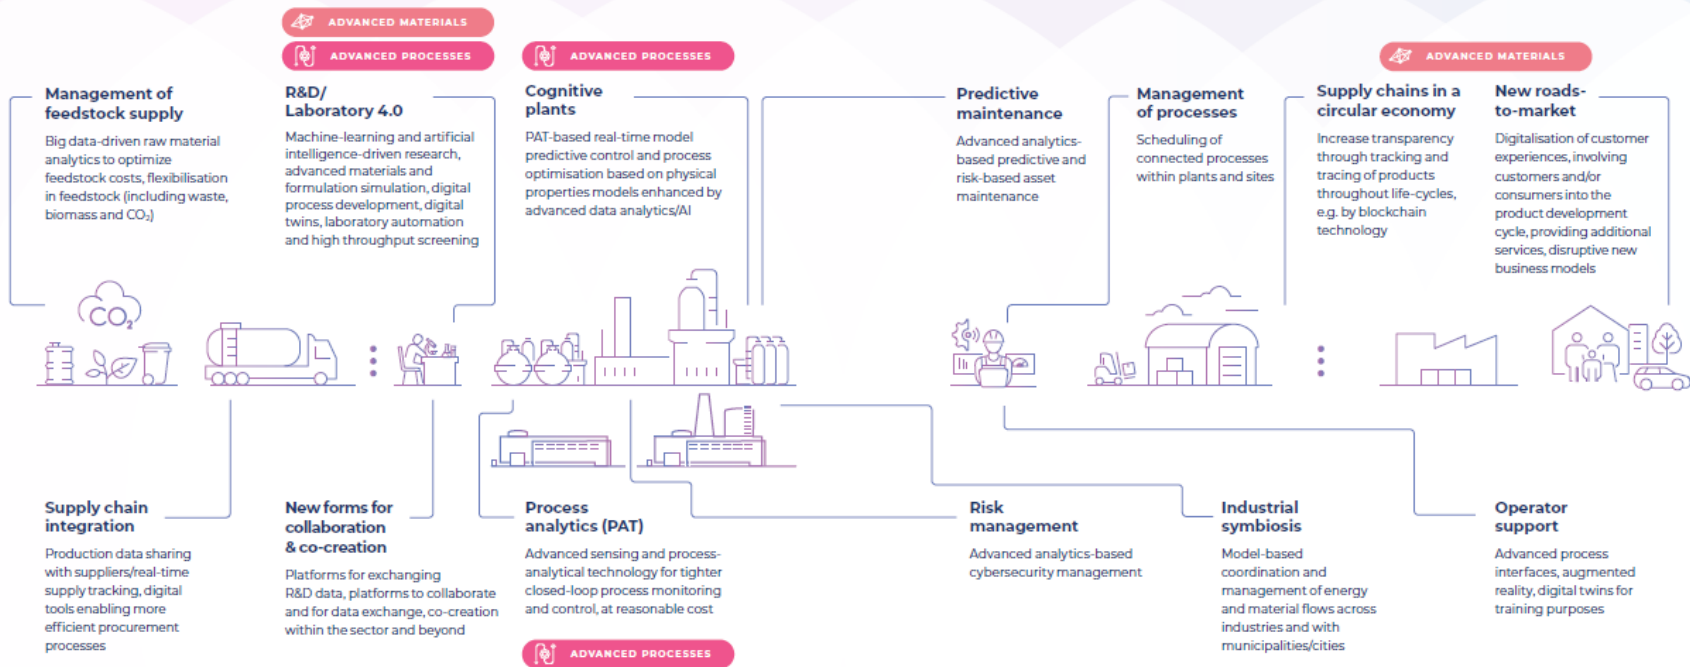 ADVANCED MATERIALS
ADVANCED PROCESSES
ADVANCED PROCESSES
ADVANCED MATERIALS
Management of
feedstock supply
Big data-driven raw material
analytics to optimize
feedstock costs, flexibilisation
in feedstock (including waste,
biomass and CO₂)
R&D/
Laboratory 4.0
Machine-learning and artificial
intelligence-driven research,
advanced materials and
formulation simulation, digital
process development, digital
twins, laboratory automation
and high throughput screening
Cognitive
plants
PAT-based real-time model
predictive control and process
optimisation based on physical
properties models enhanced by
advanced data analytics/AI
Predictive
maintenance
Advanced analytics-
based predictive and
risk-based asset
maintenance
Management
of processes
Scheduling of
connected processes
within plants and sites
Supply chains in a
circular economy
Increase transparency
through tracking and
tracing of products
throughout life-cycles,
e.g. by blockchain
technology
New roads-
to-market
Digitalisation of customer
experiences, involving
customers and/or
consumers into the
product development
cycle, providing additional
services, disruptive new
business models
CO₂
Supply chain
integration
Production data sharing
with suppliers/real-time
supply tracking, digital
tools enabling more
efficient procurement
processes
New forms for
collaboration
& co-creation
Platforms for exchanging
R&D data, platforms to collaborate
and for data exchange, co-creation
within the sector and beyond
Process
analytics (PAT)
Advanced sensing and process-
analytical technology for tighter
closed-loop process monitoring
and control, at reasonable cost
ADVANCED PROCESSES
Risk
management
Advanced analytics-based
cybersecurity management
Industrial
symbiosis
Model-based
coordination and
management of energy
and material flows across
industries and with
municipalities/cities
Operator
support
Advanced process
interfaces, augmented
reality, digital twins for
training purposes